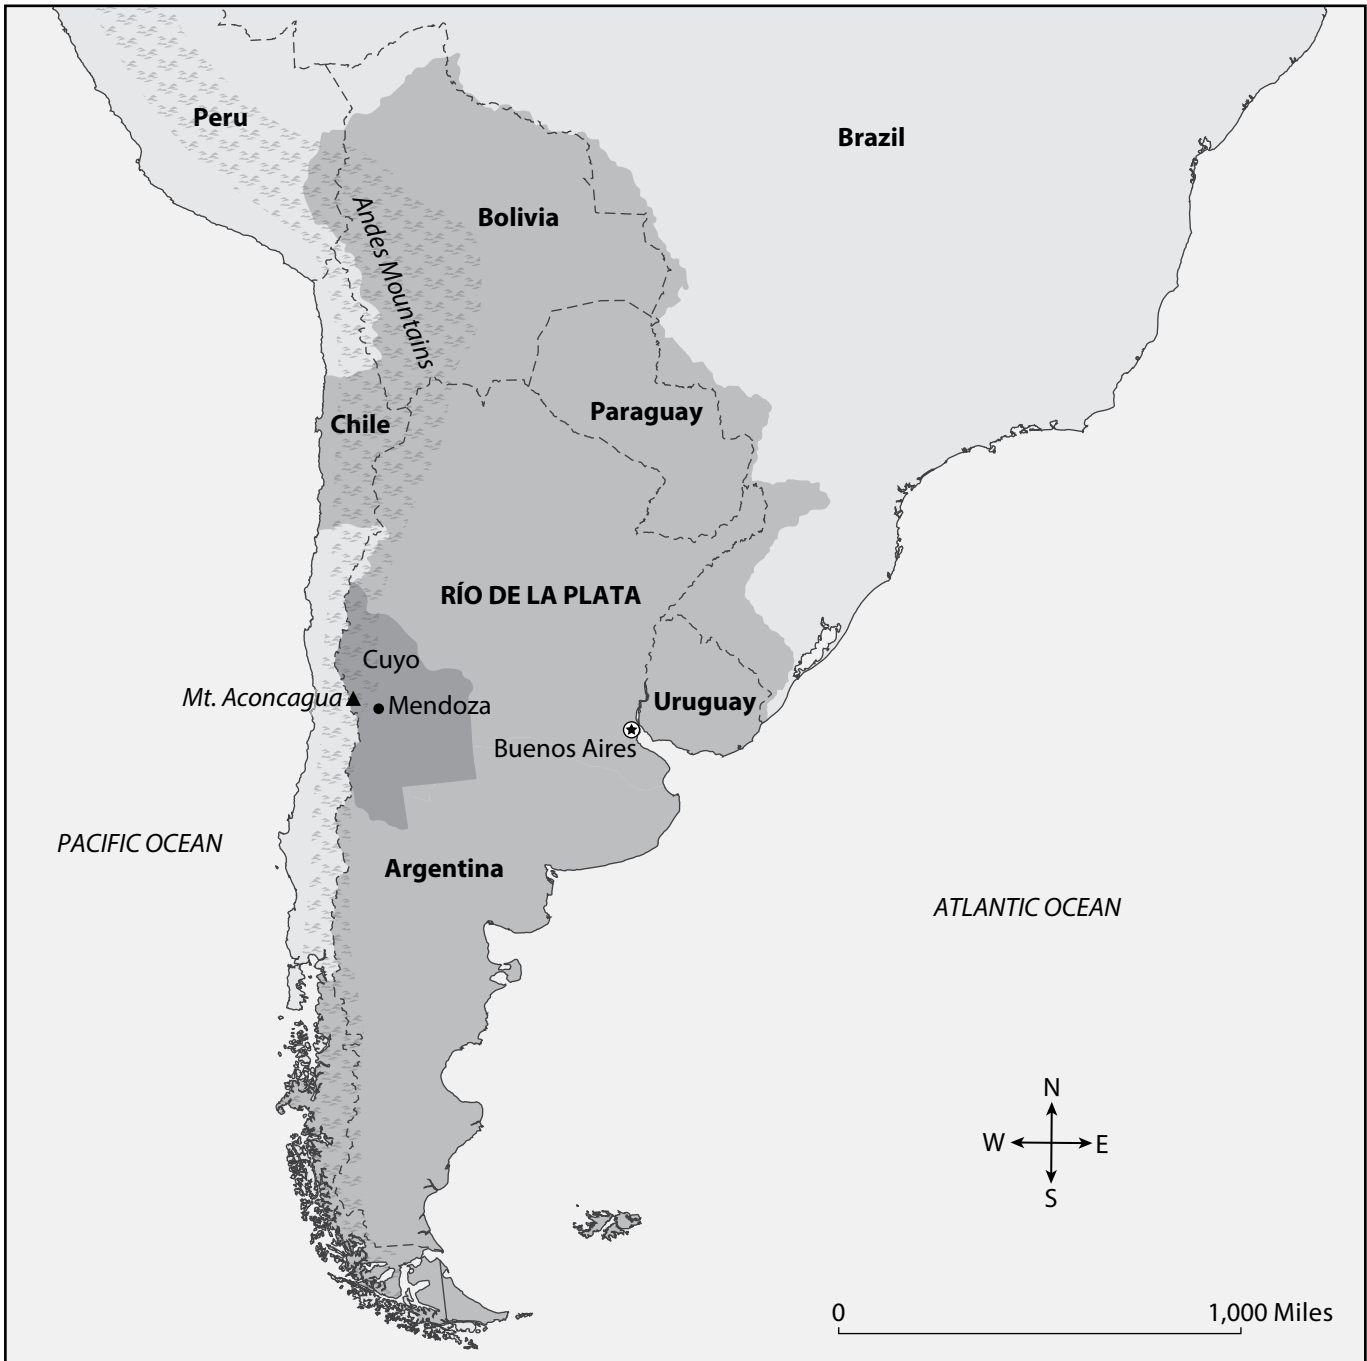 Peru
Brazil
Bolivia
Andes Mountains
Paraguay
Chile
RÍO DE LA PLATA
Cuyo
Mt. Aconcagua
Mendoza
Uruguay
Buenos Aires
PACIFIC OCEAN
Argentina
ATLANTIC OCEAN
N
W E
S
0 1,000 Miles